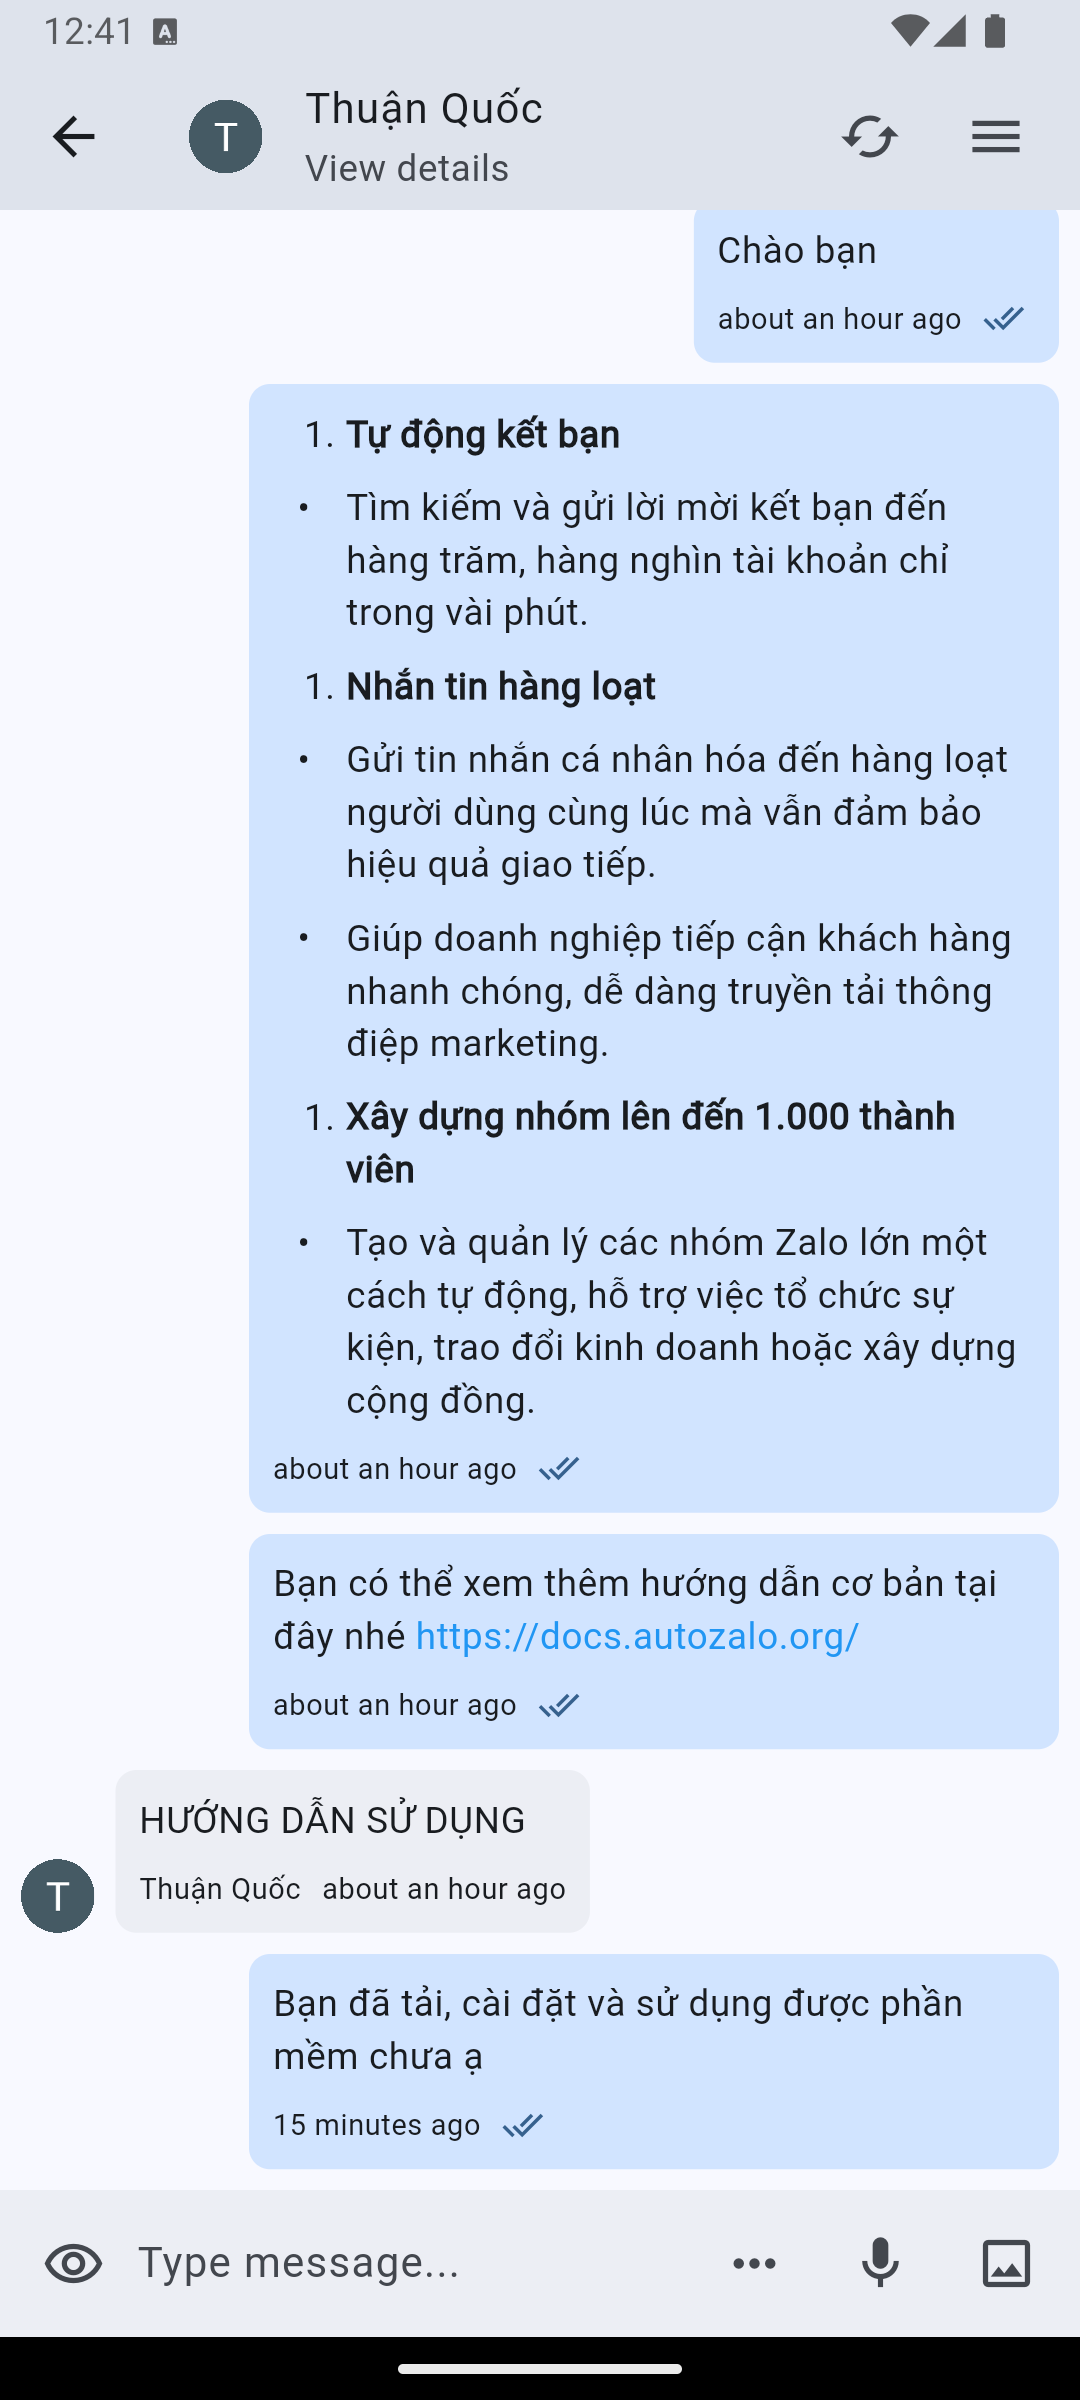 12:41
A
T
Thuận Quốc
View details
Chào bạn
about an hour ago
1. Tự động kết bạn
• Tìm kiếm và gửi lời mời kết bạn đến
hàng trăm, hàng nghìn tài khoản chỉ
trong vài phút.
1. Nhắn tin hàng loạt
• Gửi tin nhắn cá nhân hóa đến hàng loạt
người dùng cùng lúc mà vẫn đảm bảo
hiệu quả giao tiếp.
• Giúp doanh nghiệp tiếp cận khách hàng
nhanh chóng, dễ dàng truyền tải thông
điệp marketing.
1. Xây dựng nhóm lên đến 1.000 thành
viên
• Tạo và quản lý các nhóm Zalo lớn một
cách tự động, hỗ trợ việc tổ chức sự
kiện, trao đổi kinh doanh hoặc xây dựng
cộng đồng.
about an hour ago
Bạn có thể xem thêm hướng dẫn cơ bản tại
đây nhé https://docs.autozalo.org/
about an hour ago
HƯỚNG DẪN SỬ DỤNG
T
Thuận Quốc about an hour ago
Bạn đã tải, cài đặt và sử dụng được phần
mềm chưa ạ
15 minutes ago
Type message...